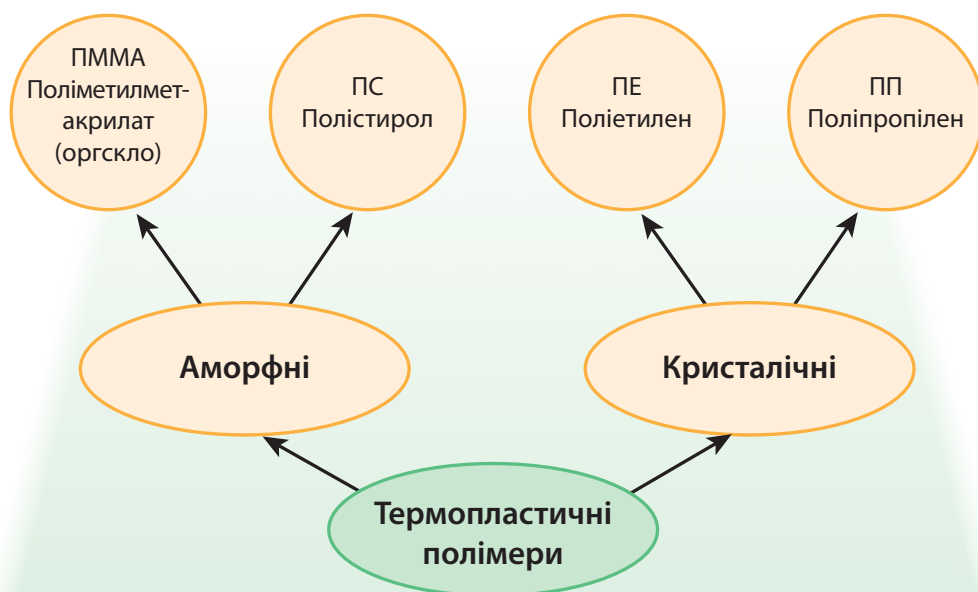 ПММА
Поліметилмет-
акрилат
(оргскло)
ПС
Полістирол
ПЕ
Поліетилен
ПП
Поліпропілен
Аморфні
Кристалічні
Термопластичні
полімери